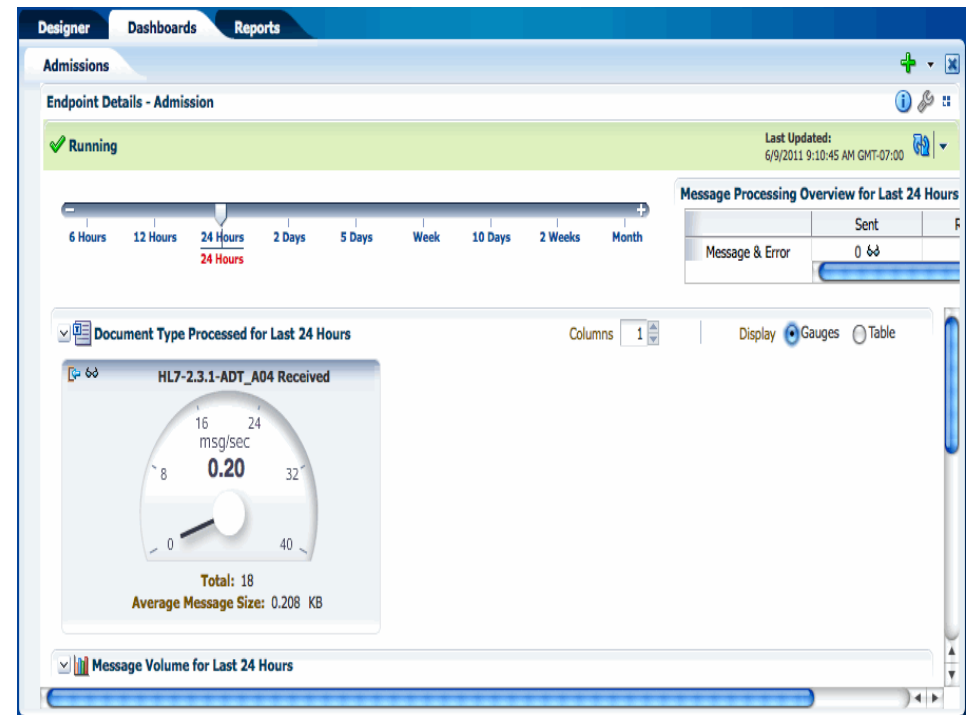 Designer Dashboards Reports
Admissions
Endpoint Details - Admission
Running
Last Updated:
6/9/2011 9:10:45 AM GMT-07:00
Message Processing Overview for Last 24 Hours
Sent
Message & Error 0
6 Hours 12 Hours 24 Hours 2 Days 5 Days Week 10 Days 2 Weeks Month
24 Hours
Document Type Processed for Last 24 Hours
Columns 1
Display Gauges Table
HL7-2.3.1-ADT_A04 Received
16 24
msg/sec
8 0.20 32
0 40
Total: 18
Average Message Size: 0.208 KB
Message Volume for Last 24 Hours